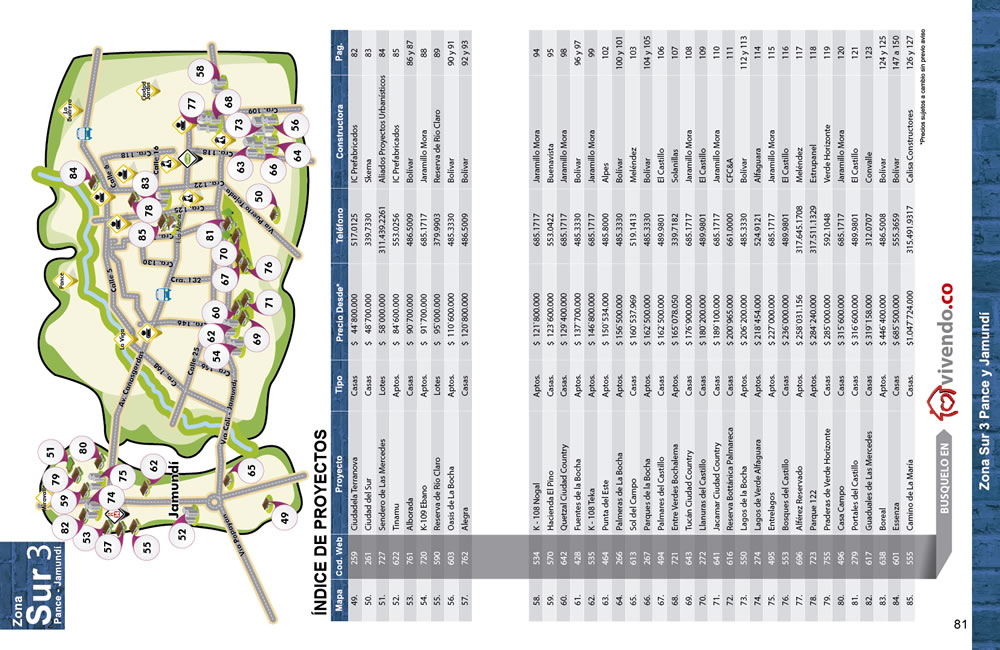 Zona
Sur 3
Pance - Jamundí
ÍNDICE DE PROYECTOS
Mapa Cod. Web Proyecto Tipo Precio Desde* Teléfono Constructora Pag.
49. 259 Ciudadela Terranova Casas $ 44'800.000 517.0125 IC Prefabricados 82
50. 261 Ciudad del Sur Casas $ 48'700.000 339.7330 Skema 83
51. 727 Sendero de Las Mercedes Lotes $ 58'000.000 311.439.2261 Aliados Proyectos Urbanísticos 84
52. 622 Tinamu Aptos. $ 84'600.000 553.0256 IC Prefabricados 85
53. 761 Alborada Casas $ 90'700.000 486.5009 Bolívar 86 y 87
54. 720 K-109 Ebano Aptos. $ 91'700.000 685.1717 Jaramillo Mora 88
55. 590 Reserva de Río Claro Lotes $ 95'000.000 379.9903 Reserva de Río Claro 89
56. 603 Oasis de La Bocha Aptos. $ 110'600.000 485.3330 Bolívar 90 y 91
57. 762 Alegra Casas $ 120'800.000 486.5009 Bolívar 92 y 93
58. 534 K - 108 Nogal Aptos. $ 121'800.000 685.1717 Jaramillo Mora 94
59. 570 Hacienda El Pino Casas $ 123'600.000 553.0422 Buenavista 95
60. 642 Quetzal Ciudad Country Casas. $ 129'400.000 685.1717 Jaramillo Mora 98
61. 428 Fuentes de la Bocha Aptos. $ 137'700.000 485.3330 Bolívar 96 y 97
62. 535 K - 108 Teka Aptos. $ 146'800.000 685.1717 Jaramillo Mora 99
63. 464 Punta del Este Aptos. $ 150'534.000 485.8000 Alpes 102
64. 266 Palmeras de La Bocha Aptos. $ 156'500.000 485.3330 Bolívar 100 y 101
65. 613 Sol del Campo Casas $ 160'537.969 519.1413 Meléndez 103
66. 267 Parques de la Bocha Aptos. $ 162'500.000 485.3330 Bolívar 104 y 105
67. 494 Palmares del Castillo Casas $ 162'500.000 489.9801 El Castillo 106
68. 721 Entre Verdes Bochalema Aptos. $ 165'078.050 339.7182 Solanillas 107
69. 643 Tucán Ciudad Country Casas $ 176'900.000 685.1717 Jaramillo Mora 108
70. 272 Llanuras del Castillo Casas $ 180'200.000 489.9801 El Castillo 109
71. 641 Jacamar Ciudad Country Casas $ 189'100.000 685.1717 Jaramillo Mora 110
72. 616 Reserva Bottánica Palmareca Casas $ 200'965.000 661.0000 CFC&A 111
73. 550 Lagos de la Bocha Aptos. $ 206'200.000 485.3330 Bolívar 112 y 113
74. 274 Lagos de Verde Alfaguara Casas $ 218'454.000 524.9121 Alfaguara 114
75. 495 Entrelagos Aptos. $ 227'000.000 685.1717 Jaramillo Mora 115
76. 553 Bosques del Castillo Casas $ 236'000.000 489.9801 El Castillo 116
77. 696 Alférez Reservado Aptos. $ 258'031.156 317.645.1708 Meléndez 117
78. 723 Parque 122 Aptos. $ 284'240.000 317.511.1329 Estrupanel 118
79. 755 Praderas de Verde Horizonte Casas $ 285'000.000 592.1048 Verde Horizonte 119
80. 496 Casa Campo Casas $ 315'600.000 685.1717 Jaramillo Mora 120
81. 279 Portales del Castillo Casas $ 316'600.000 489.9801 El Castillo 121
82. 617 Guaduales de Las Mercedes Casas $ 319'158.000 312.0707 Comvalle 123
83. 638 Boreal Aptos. $ 446'400.000 486.5008 Bolívar 124 y 125
84. 601 Essenza Aptos. $ 685'500.000 555.3659 Bolívar 147 a 150
85. 555 Camino de La María Casas. $1.047'724.000 315.491.9317 Calisa Constructores 126 y 127
*Precios sujetos a cambio sin previo aviso
BUSQUELO EN
vivendo.co
81
Zona Sur 3 Pance y Jamundí
Jamundí
Pance
La Viga
Ciudad Jardín
Av. Cañasgordas
Calle 5
Calle 25
Calle 16
Cra. 109
Cra. 118
Cra. 122
Cra. 125
Cra. 130
Cra. 132
Cra. 146
Cra. 168
Vía Cali - Jamundí
Vía Puerto Tejada
Vía Popayán
51
80
79
59
82
53
57
55
52
62
75
74
65
49
84
83
78
85
77
58
68
73
56
63
66
64
50
81
70
76
67
71
60
69
62
54